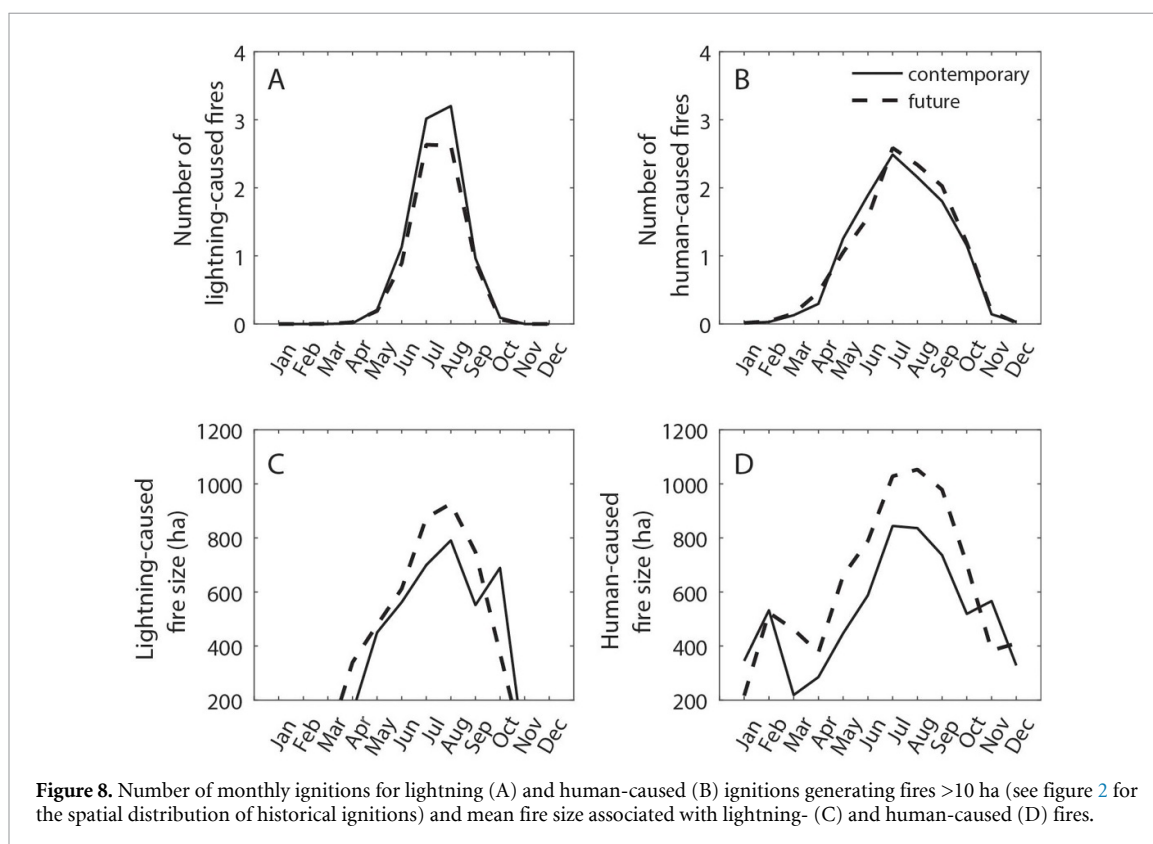 A
Number of
lightning-caused fires
4
3
2
1
0
Jan
Feb
Mar
Apr
May
Jun
Jul
Aug
Sep
Oct
Nov
Dec
B
contemporary
future
Number of
human-caused fires
4
3
2
1
0
Jan
Feb
Mar
Apr
May
Jun
Jul
Aug
Sep
Oct
Nov
Dec
C
Lightning-caused
fire size (ha)
1200
1000
800
600
400
200
Jan
Feb
Mar
Apr
May
Jun
Jul
Aug
Sep
Oct
Nov
Dec
D
Human-caused
fire size (ha)
1200
1000
800
600
400
200
Jan
Feb
Mar
Apr
May
Jun
Jul
Aug
Sep
Oct
Nov
Dec
Figure 8. Number of monthly ignitions for lightning (A) and human-caused (B) ignitions generating fires >10 ha (see figure 2 for
the spatial distribution of historical ignitions) and mean fire size associated with lightning- (C) and human-caused (D) fires.